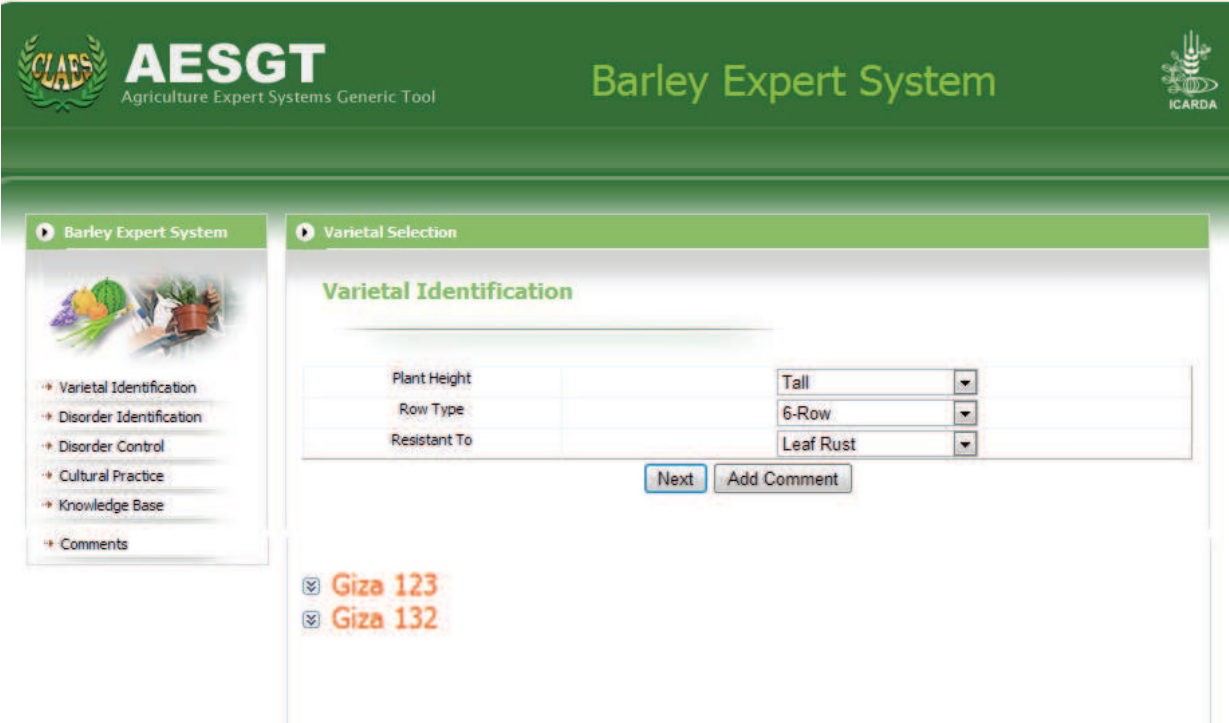 CLAES
AESGT
Agriculture Expert Systems Generic Tool
Barley Expert System
ICARDA
Barley Expert System
Varietal Identification
Disorder Identification
Disorder Control
Cultural Practice
Knowledge Base
Comments
Varietal Selection
Varietal Identification
Plant Height Tall
Row Type 6-Row
Resistant To Leaf Rust
Next Add Comment
Giza 123
Giza 132